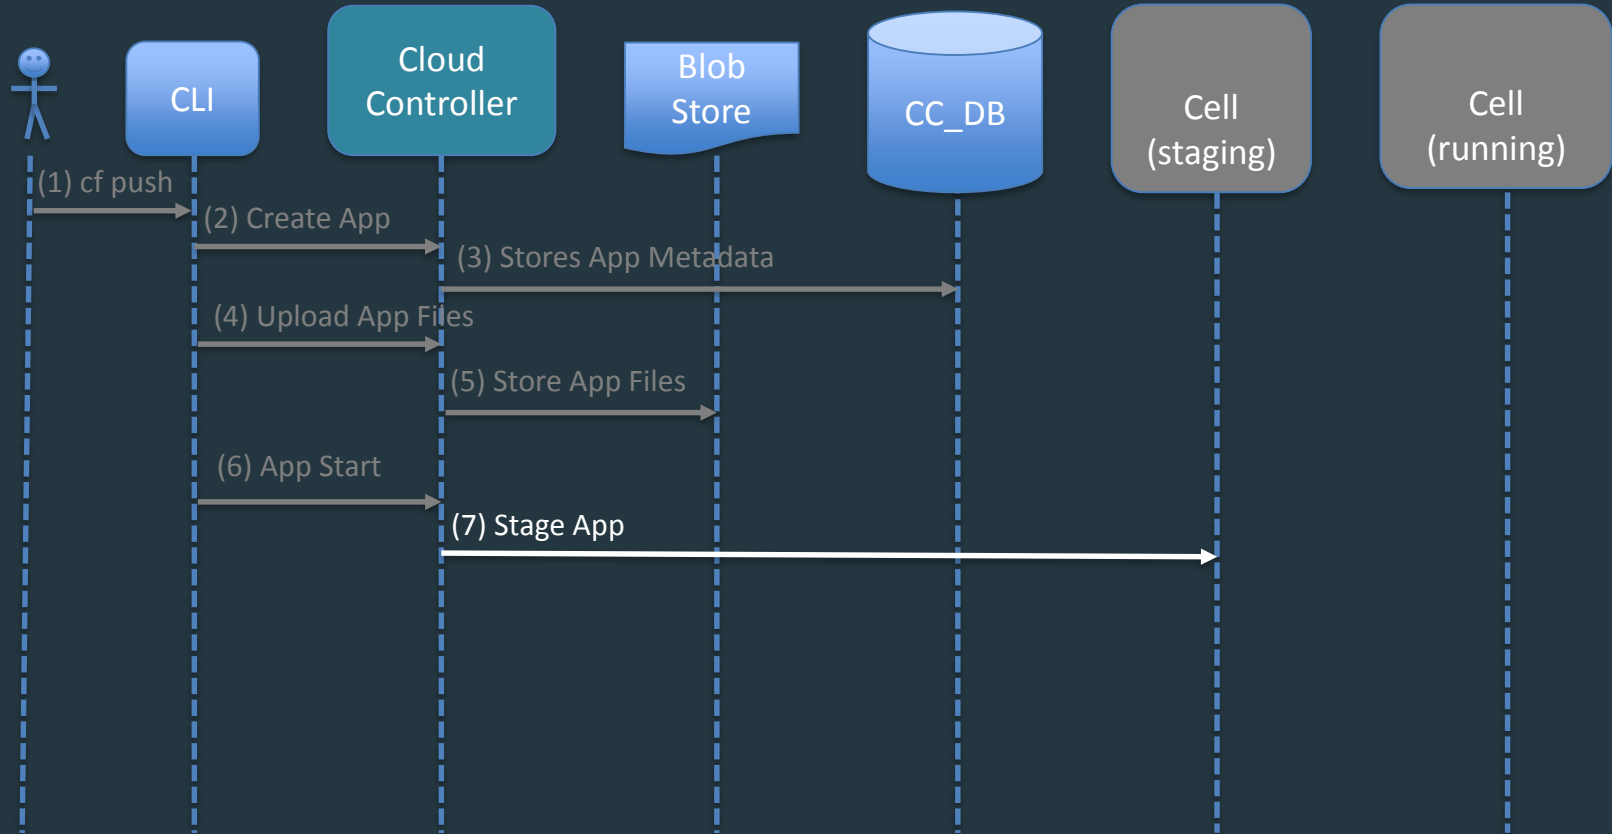 CLI
Cloud
Controller
Blob
Store
CC_DB
Cell
(staging)
Cell
(running)
(1) cf push
(2) Create App
(3) Stores App Metadata
(4) Upload App Files
(5) Store App Files
(6) App Start
(7) Stage App